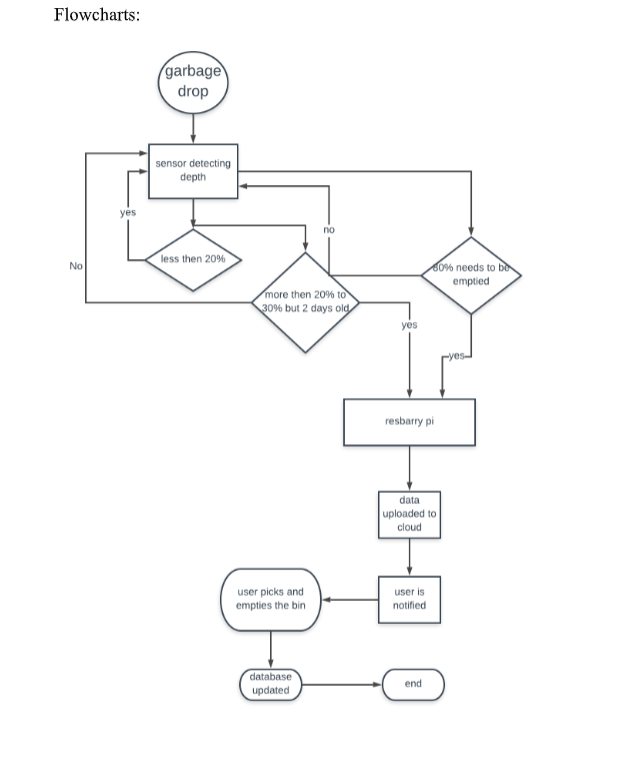 Flowcharts:
garbage
drop
sensor detecting
depth
yes
no
less then 20%
No
80% needs to be
emptied
more then 20% to
30% but 2 days old
yes
yes
resbarry pi
data
uploaded to
cloud
user picks and
empties the bin
user is
notified
database
updated
end